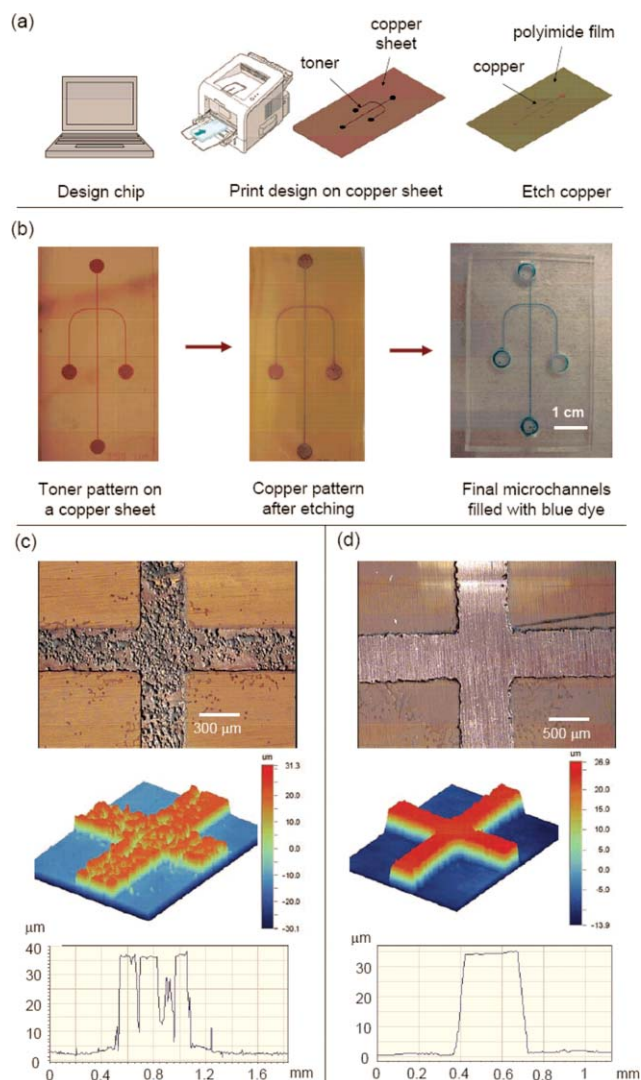 (a)
copper
sheet
toner
polyimide film
copper
Design chip
Print design on copper sheet
Etch copper
(b)
1 cm
Toner pattern on
a copper sheet
Copper pattern
after etching
Final microchannels
filled with blue dye
(c)
(d)
300 µm
500 µm
um
31.3
20.0
10.0
0.0
-10.0
-20.0
-30.1
um
26.9
20.0
15.0
10.0
5.0
0.0
-5.0
-13.9
µm
40
30
20
10
0
0
0.6
0.8
1.2
1.6
mm
µm
30
20
10
0
0.0
0.2
0.4
0.6
0.8
1
mm